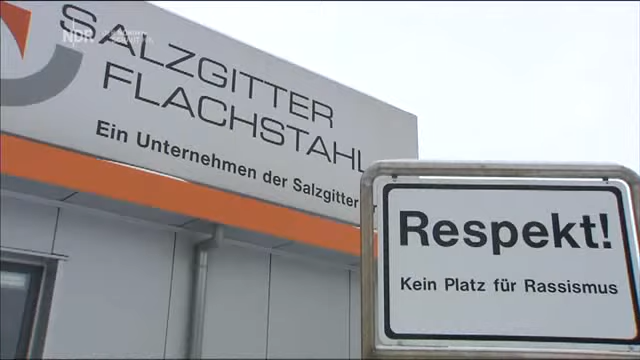 NDR
SALZGITTER
FLACHSTAHL
Ein Unternehmen der Salzgitter
Respekt!
Kein Platz für Rassismus